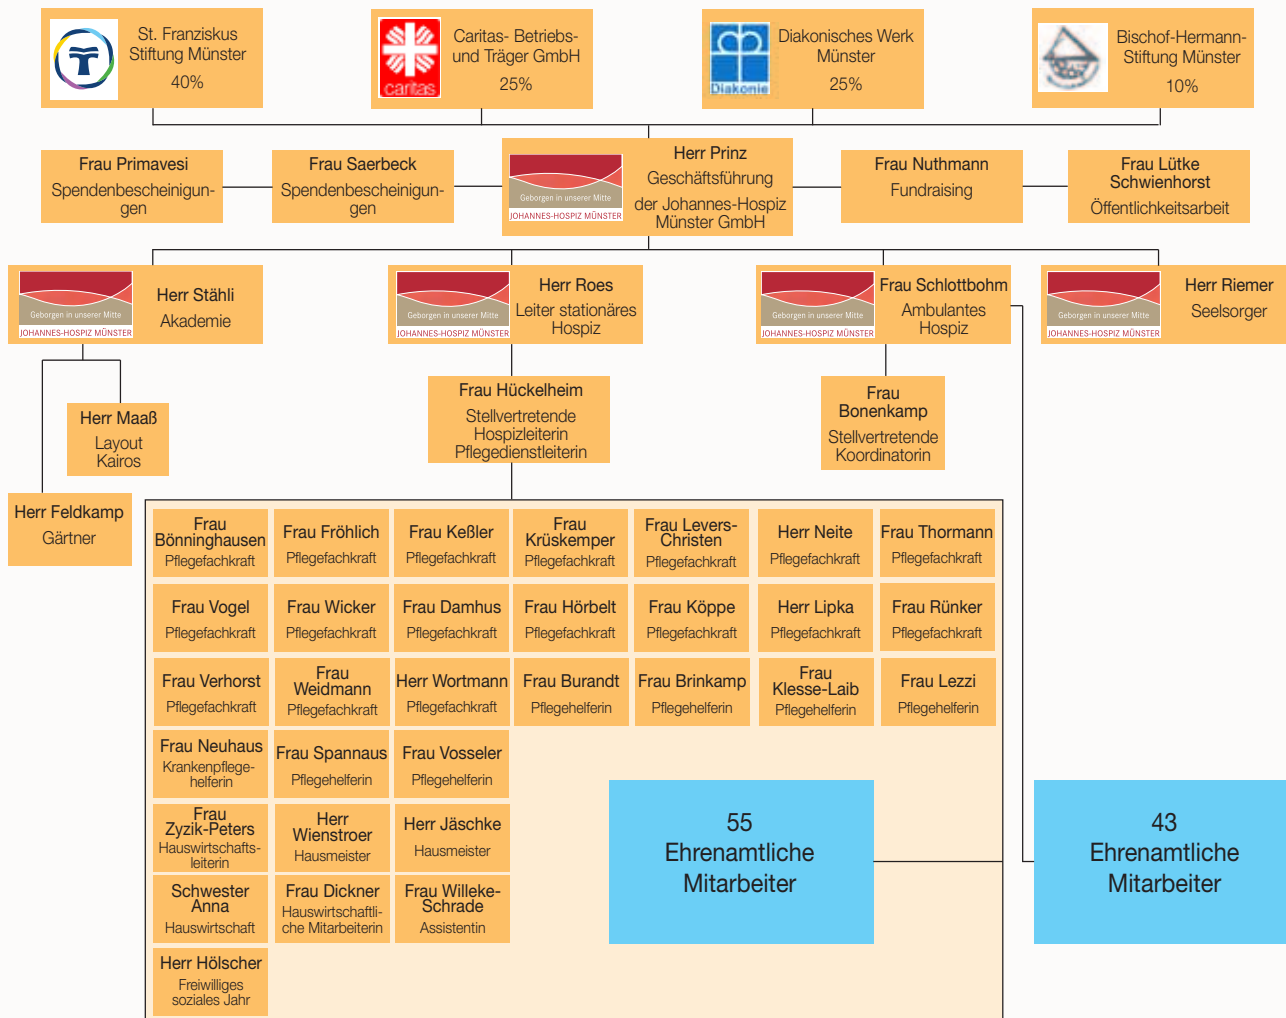 St. Franziskus
Stiftung Münster
40%
caritas
Caritas- Betriebs-
und Träger GmbH
25%
Diakonie
Diakonisches Werk
Münster
25%
Bischof-Hermann-
Stiftung Münster
10%
Frau Primavesi
Spendenbescheinigun-
gen
Frau Saerbeck
Spendenbescheinigun-
gen
Geborgen in unserer Mitte
JOHANNES-HOSPIZ MÜNSTER
Herr Prinz
Geschäftsführung
der Johannes-Hospiz
Münster GmbH
Frau Nuthmann
Fundraising
Frau Lütke
Schwienhorst
Öffentlichkeitsarbeit
Geborgen in unserer Mitte
JOHANNES-HOSPIZ MÜNSTER
Herr Stähli
Akademie
Geborgen in unserer Mitte
JOHANNES-HOSPIZ MÜNSTER
Herr Roes
Leiter stationäres
Hospiz
Geborgen in unserer Mitte
JOHANNES-HOSPIZ MÜNSTER
Frau Schlottbohm
Ambulantes
Hospiz
Geborgen in unserer Mitte
JOHANNES-HOSPIZ MÜNSTER
Herr Riemer
Seelsorger
Herr Maaß
Layout
Kairos
Frau Hückelheim
Stellvertretende
Hospizleiterin
Pflegedienstleiterin
Frau
Bonenkamp
Stellvertretende
Koordinatorin
Herr Feldkamp
Gärtner
Frau
Bönninghausen
Pflegefachkraft
Frau Fröhlich
Pflegefachkraft
Frau Keßler
Pflegefachkraft
Frau
Krüskemper
Pflegefachkraft
Frau Levers-
Christen
Pflegefachkraft
Herr Neite
Pflegefachkraft
Frau Thormann
Pflegefachkraft
Frau Vogel
Pflegefachkraft
Frau Wicker
Pflegefachkraft
Frau Damhus
Pflegefachkraft
Frau Hörbelt
Pflegefachkraft
Frau Köppe
Pflegefachkraft
Herr Lipka
Pflegefachkraft
Frau Rünker
Pflegefachkraft
Frau Verhorst
Pflegefachkraft
Frau
Weidmann
Pflegefachkraft
Herr Wortmann
Pflegefachkraft
Frau Burandt
Pflegehelferin
Frau Brinkamp
Pflegehelferin
Frau
Klesse-Laib
Pflegehelferin
Frau Lezzi
Pflegehelferin
Frau Neuhaus
Krankenpflege-
helferin
Frau Spannaus
Pflegehelferin
Frau Vosseler
Pflegehelferin
Frau
Zyzik-Peters
Hauswirtschafts-
leiterin
Herr
Wienstroer
Hausmeister
Herr Jäschke
Hausmeister
Schwester
Anna
Hauswirtschaft
Frau Dickner
Hauswirtschaftli-
che Mitarbeiterin
Frau Willeke-
Schrade
Assistentin
Herr Hölscher
Freiwilliges
soziales Jahr
55
Ehrenamtliche
Mitarbeiter
43
Ehrenamtliche
Mitarbeiter